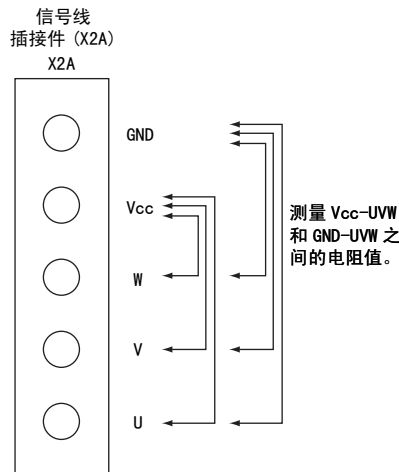 信号线
插接件 (X2A)
X2A
GND
Vcc
W
V
U
测量 Vcc-UVW
和 GND-UVW 之
间的电阻值。